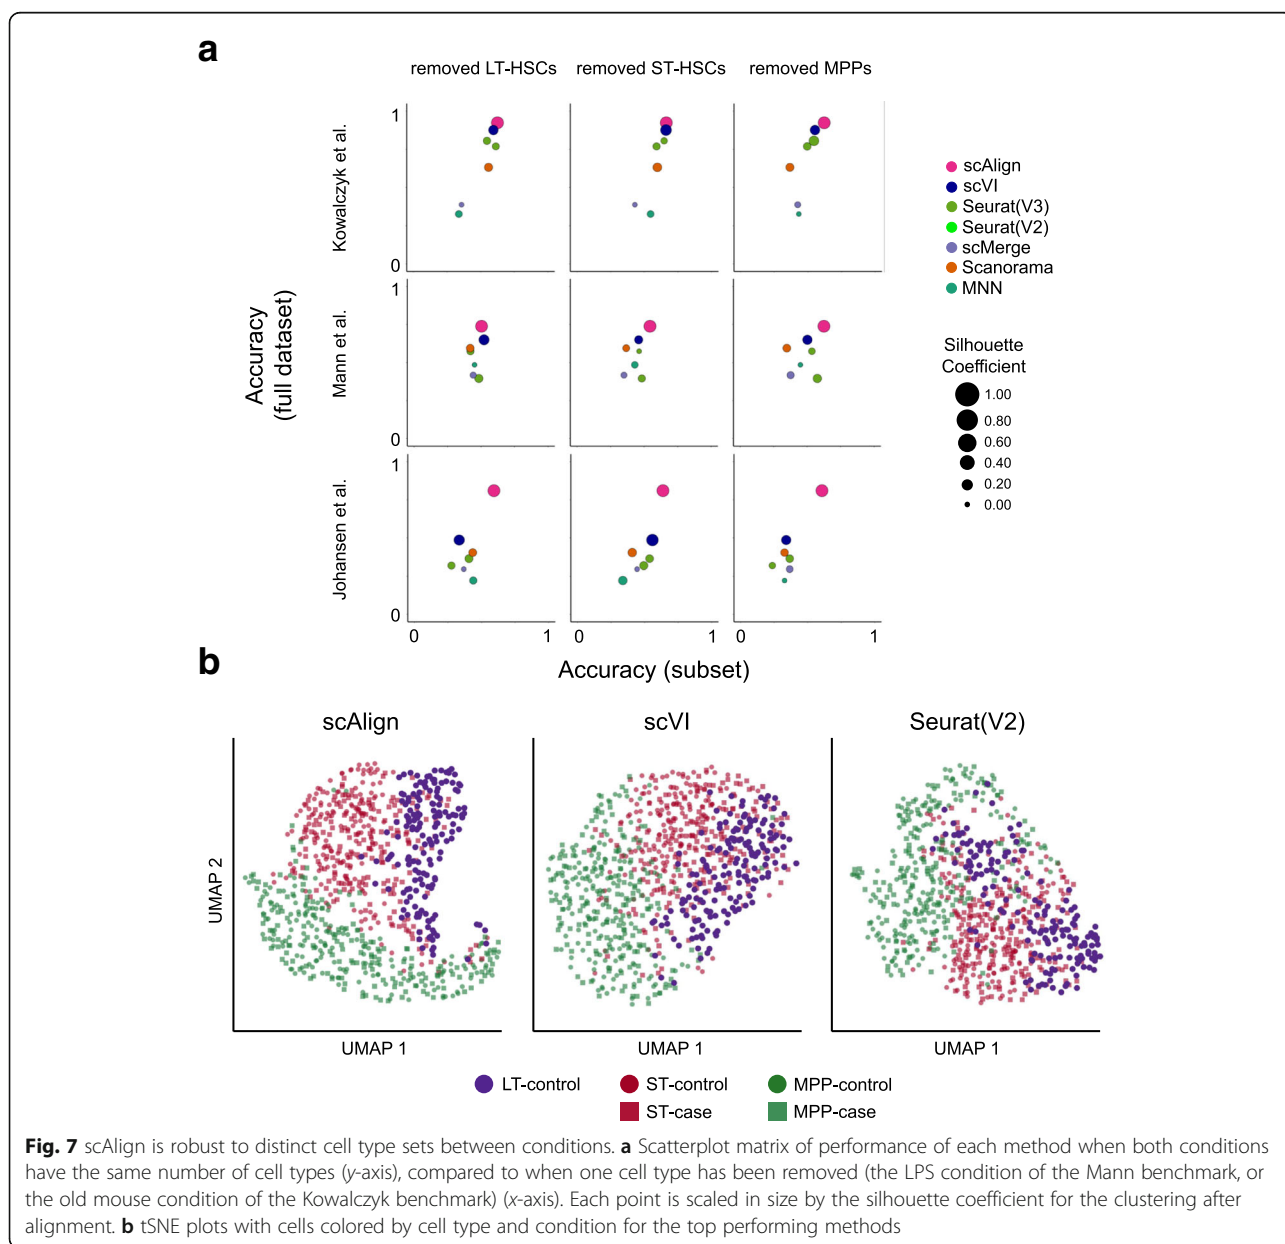 a
removed LT-HSCs removed ST-HSCs removed MPPs
1
Kowalczyk et al.
0
scAlign
scVI
Seurat(V3)
Seurat(V2)
scMerge
Scanorama
MNN
Accuracy
(full dataset)
1
Mann et al.
0
Silhouette
Coefficient
1.00
0.80
0.60
0.40
0.20
0.00
1
Johansen et al.
0
0 1 0 1 0 1
Accuracy (subset)
b
scAlign scVI Seurat(V2)
UMAP 2
UMAP 1 UMAP 1 UMAP 1
LT-control ST-control MPP-control
ST-case MPP-case
Fig. 7 scAlign is robust to distinct cell type sets between conditions. a Scatterplot matrix of performance of each method when both conditions
have the same number of cell types (y-axis), compared to when one cell type has been removed (the LPS condition of the Mann benchmark, or
the old mouse condition of the Kowalczyk benchmark) (x-axis). Each point is scaled in size by the silhouette coefficient for the clustering after
alignment. b tSNE plots with cells colored by cell type and condition for the top performing methods